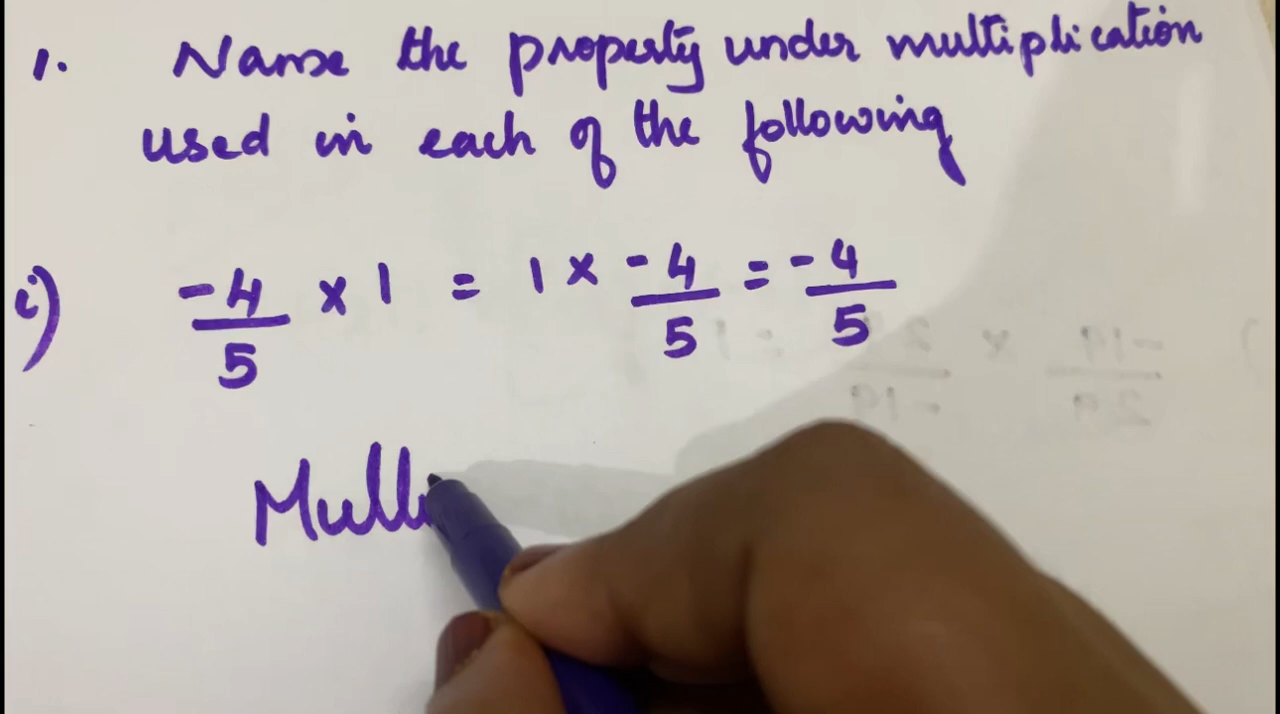 1. Name the property under multiplication
used in each of the following
i) -4/5 x 1 = 1 x -4/5 = -4/5